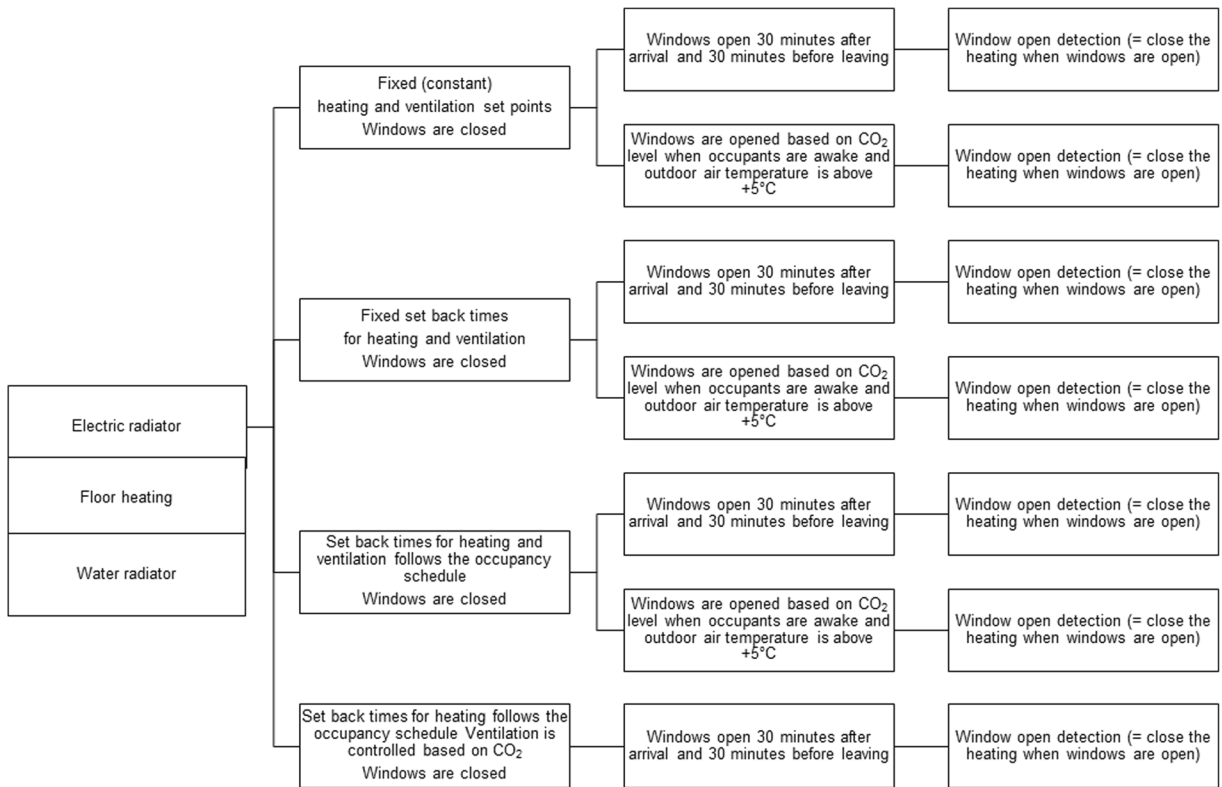 Electric radiator
Floor heating
Water radiator
Fixed (constant)
heating and ventilation set points
Windows are closed
Windows open 30 minutes after
arrival and 30 minutes before leaving
Window open detection (= close the
heating when windows are open)
Windows are opened based on CO₂
level when occupants are awake and
outdoor air temperature is above
+5°C
Window open detection (= close the
heating when windows are open)
Fixed set back times
for heating and ventilation
Windows are closed
Windows open 30 minutes after
arrival and 30 minutes before leaving
Window open detection (= close the
heating when windows are open)
Windows are opened based on CO₂
level when occupants are awake and
outdoor air temperature is above
+5°C
Window open detection (= close the
heating when windows are open)
Set back times for heating and
ventilation follows the occupancy
schedule
Windows are closed
Windows open 30 minutes after
arrival and 30 minutes before leaving
Window open detection (= close the
heating when windows are open)
Windows are opened based on CO₂
level when occupants are awake and
outdoor air temperature is above
+5°C
Window open detection (= close the
heating when windows are open)
Set back times for heating follows the
occupancy schedule Ventilation is
controlled based on CO₂
Windows are closed
Windows open 30 minutes after
arrival and 30 minutes before leaving
Window open detection (= close the
heating when windows are open)